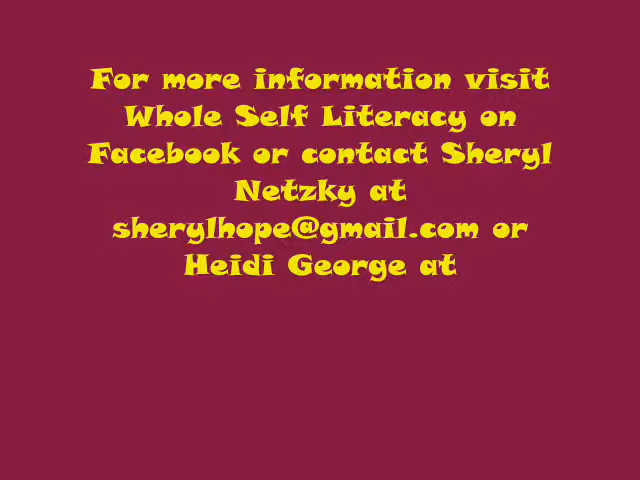 For more information visit
Whole Self Literacy on
Facebook or contact Sheryl
Netzky at
sherylhope@gmail.com or
Heidi George at